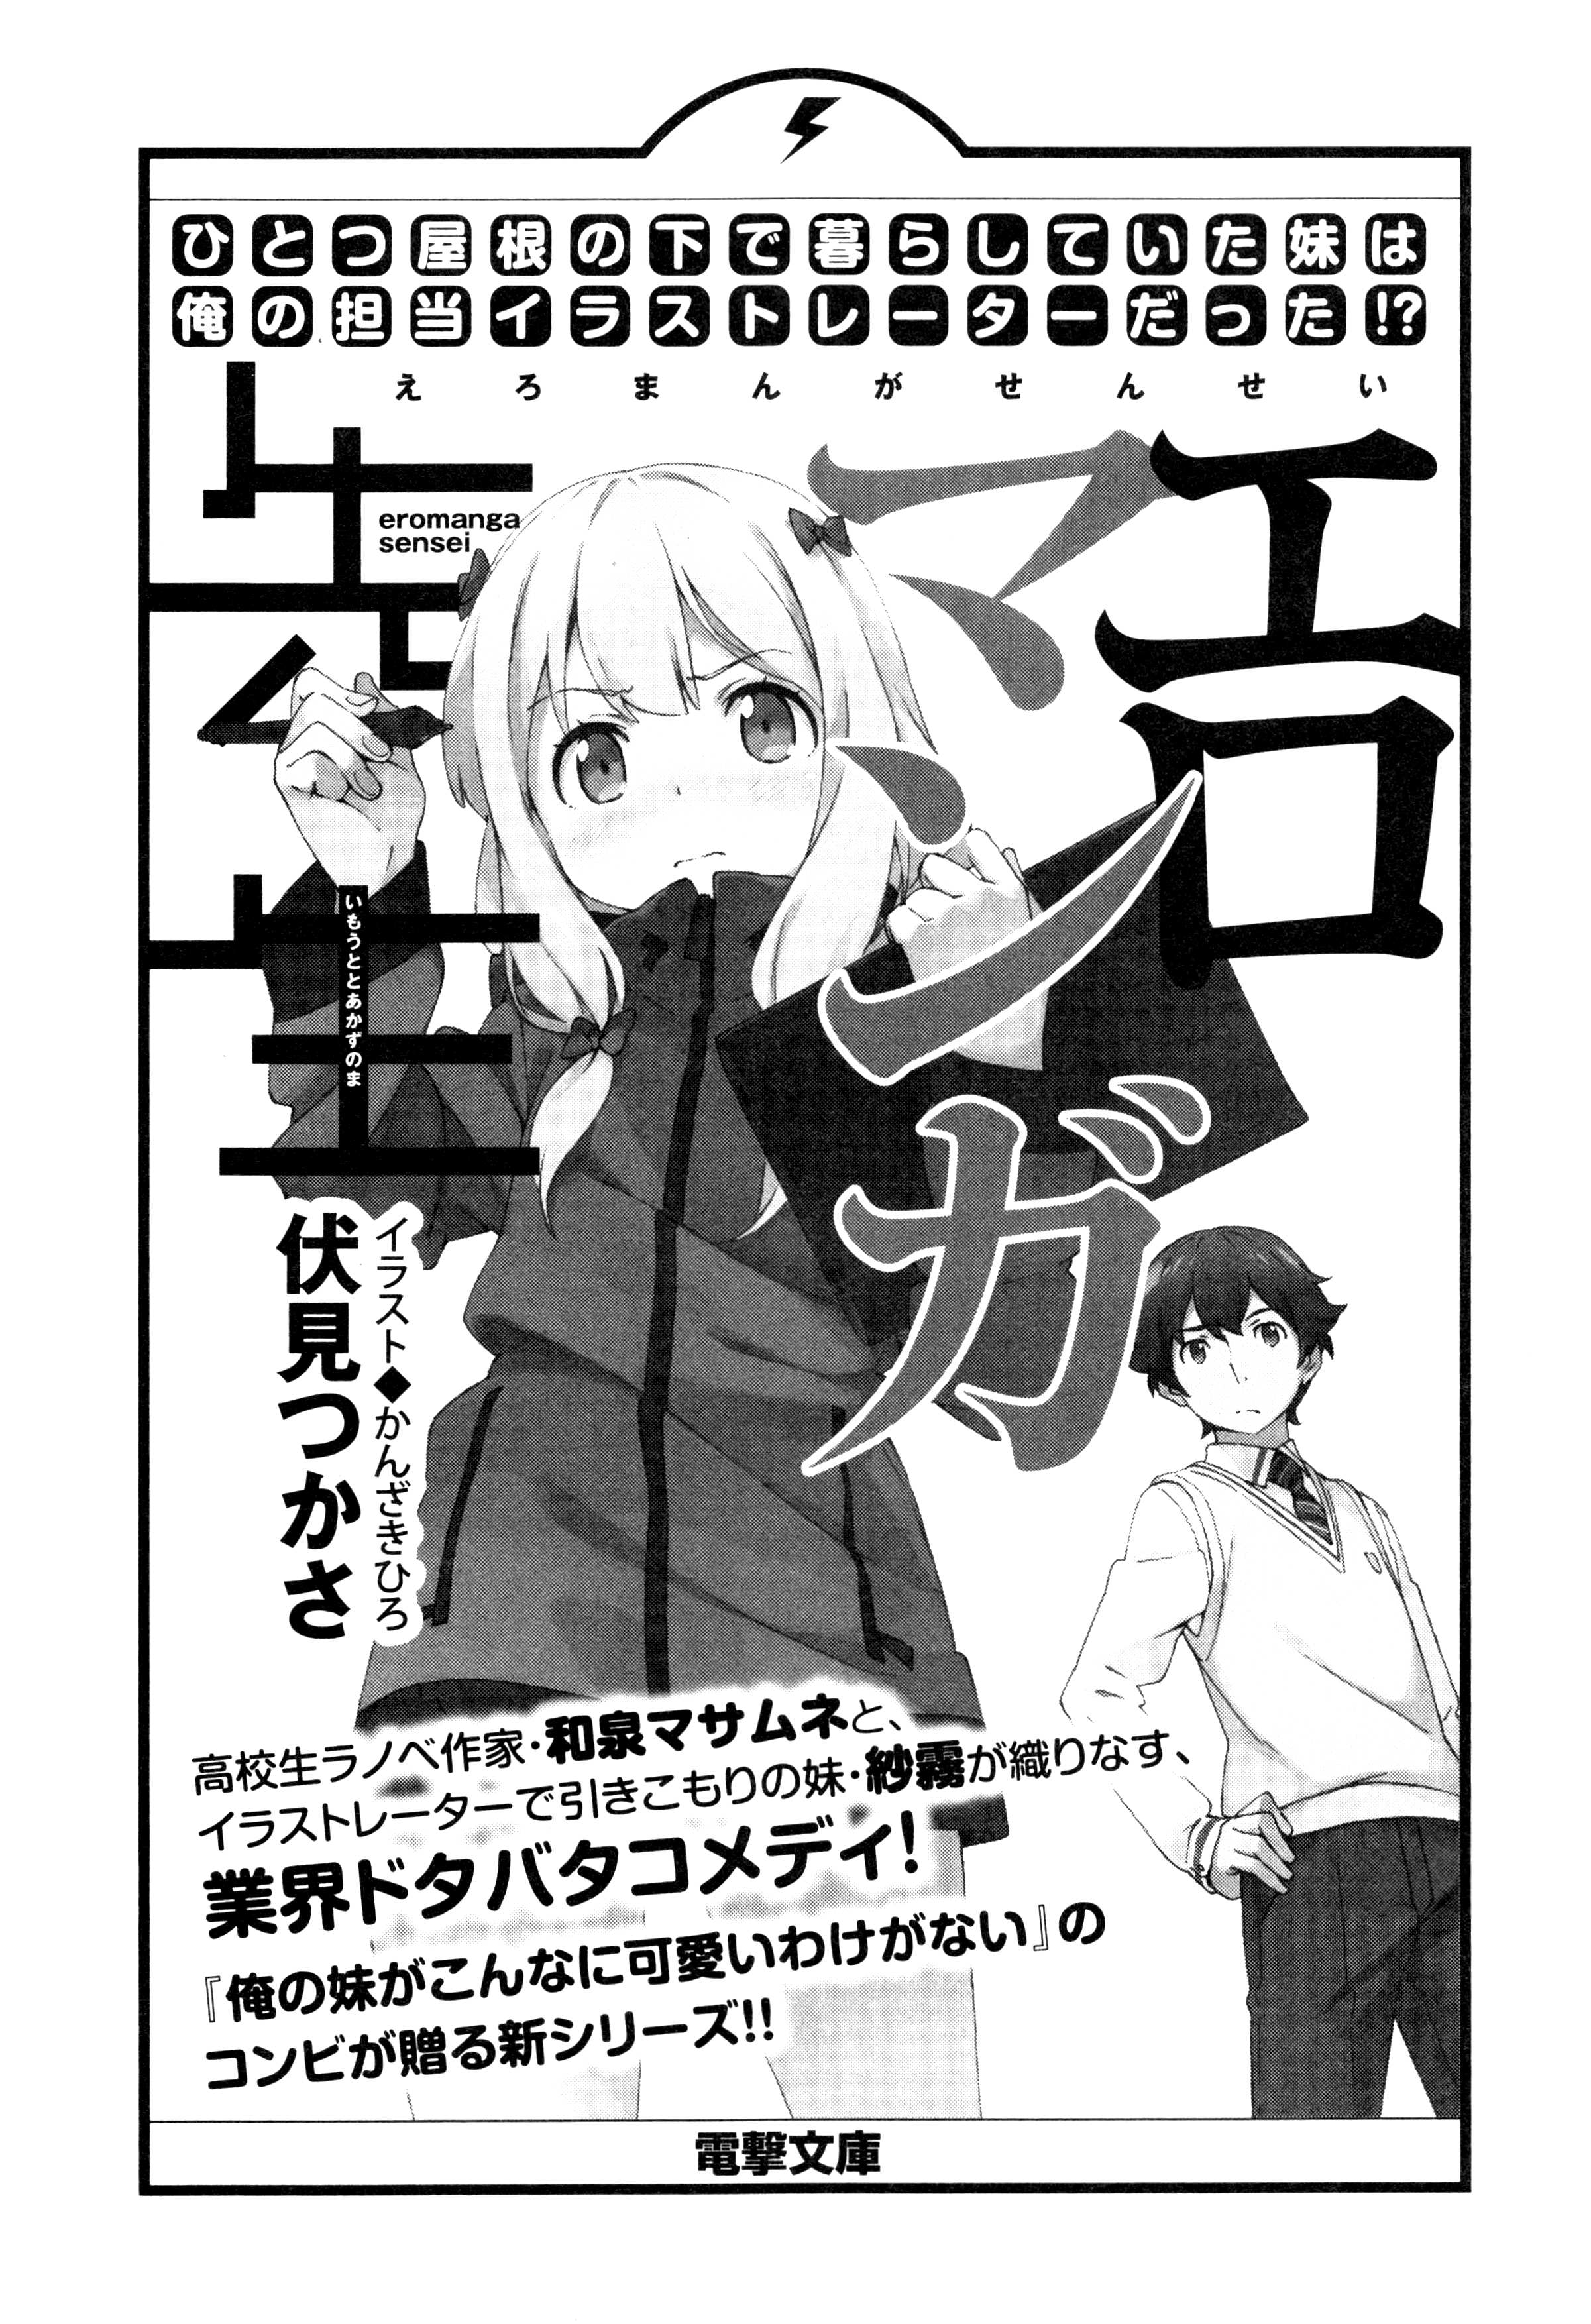 ひとつ屋根の下で暮らしていた妹は
俺の担当イラストレーターだった!?
えろまんがせんせい
エロ
マンガ
先生
eromanga
sensei
いもうととあかずのま
イラスト◆かんざきひろ
伏見つかさ
高校生ラノベ作家・和泉マサムネと、
イラストレーターで引きこもりの妹・紗霧が織りなす、
業界ドタバタコメディ!
『俺の妹がこんなに可愛いわけがない』の
コンビが贈る新シリーズ!!
電撃文庫